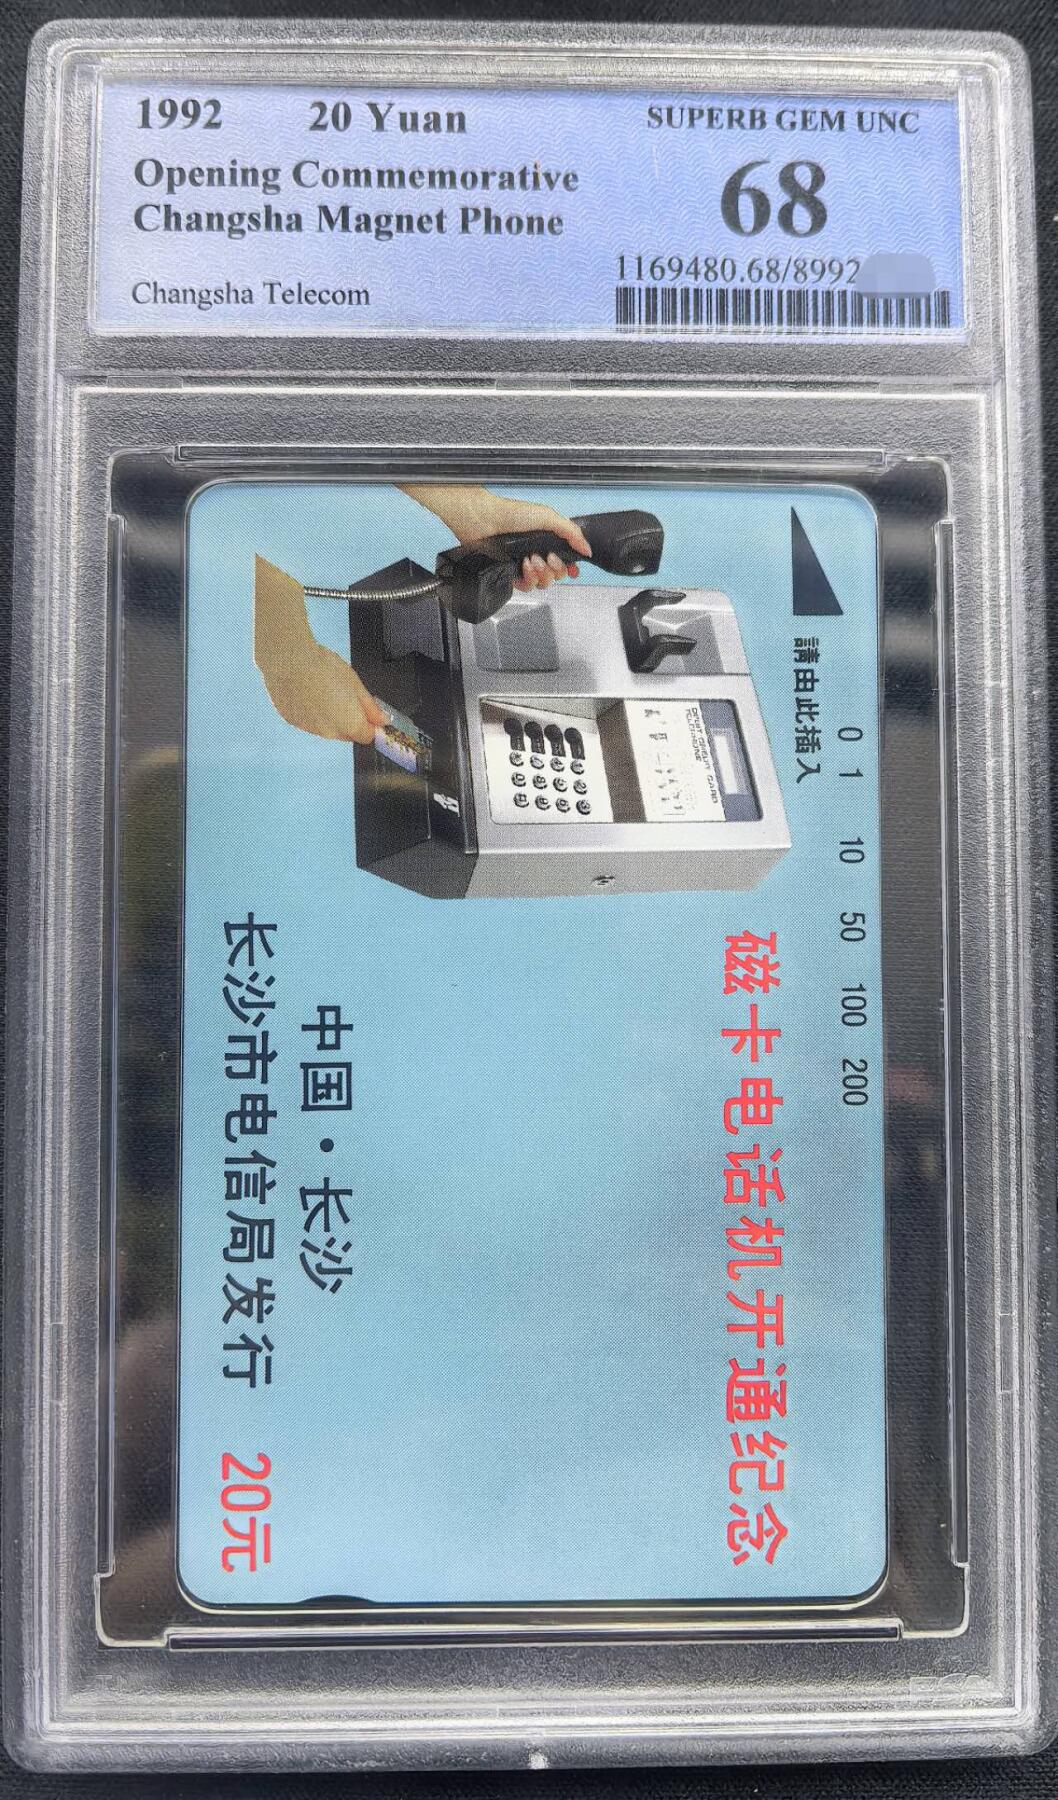 1992 20 Yuan
SUPERB GEM UNC
Opening Commemorative
68
Changsha Magnet Phone
Changsha Telecom
1169480.68/8992
請由此插入
0 1 10 50 100 200
磁卡电话机开通纪念
中国·长沙
长沙市电信局发行 20元